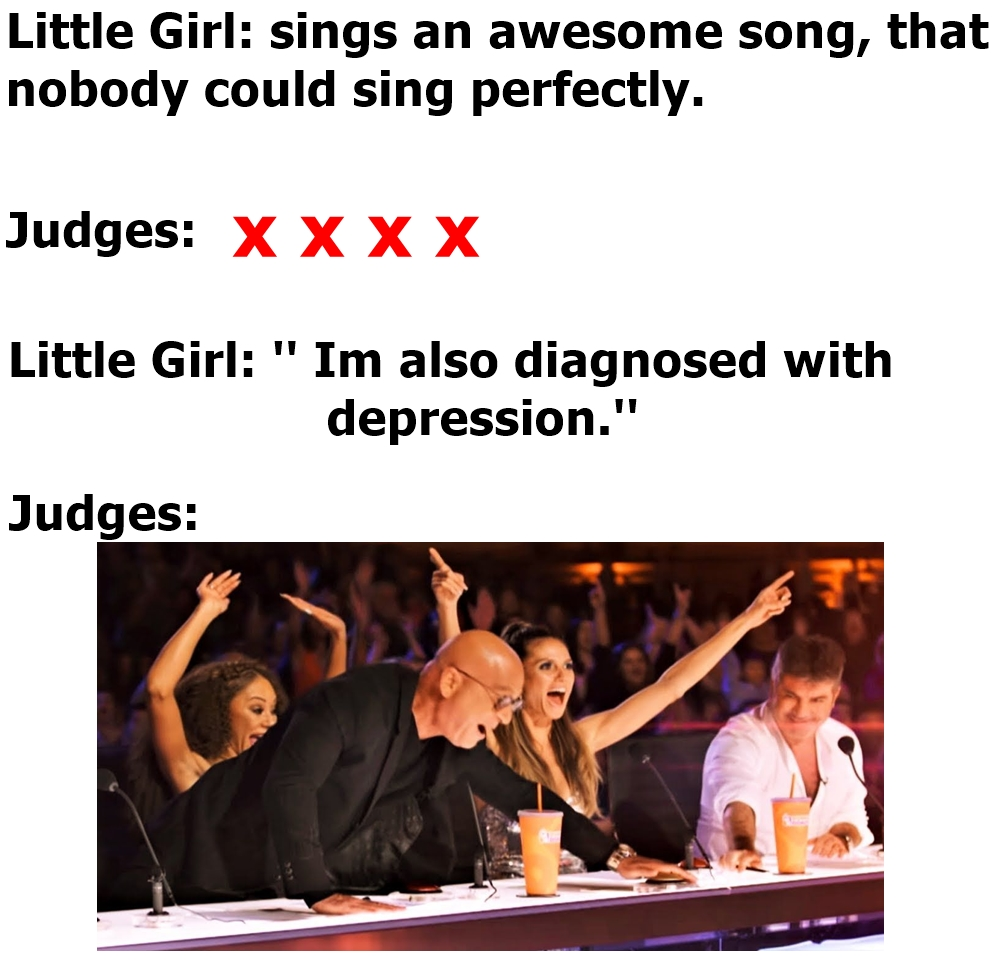 Little Girl: sings an awesome song, that
nobody could sing perfectly.
Judges: X X X X
Little Girl: " Im also diagnosed with
depression."
Judges: